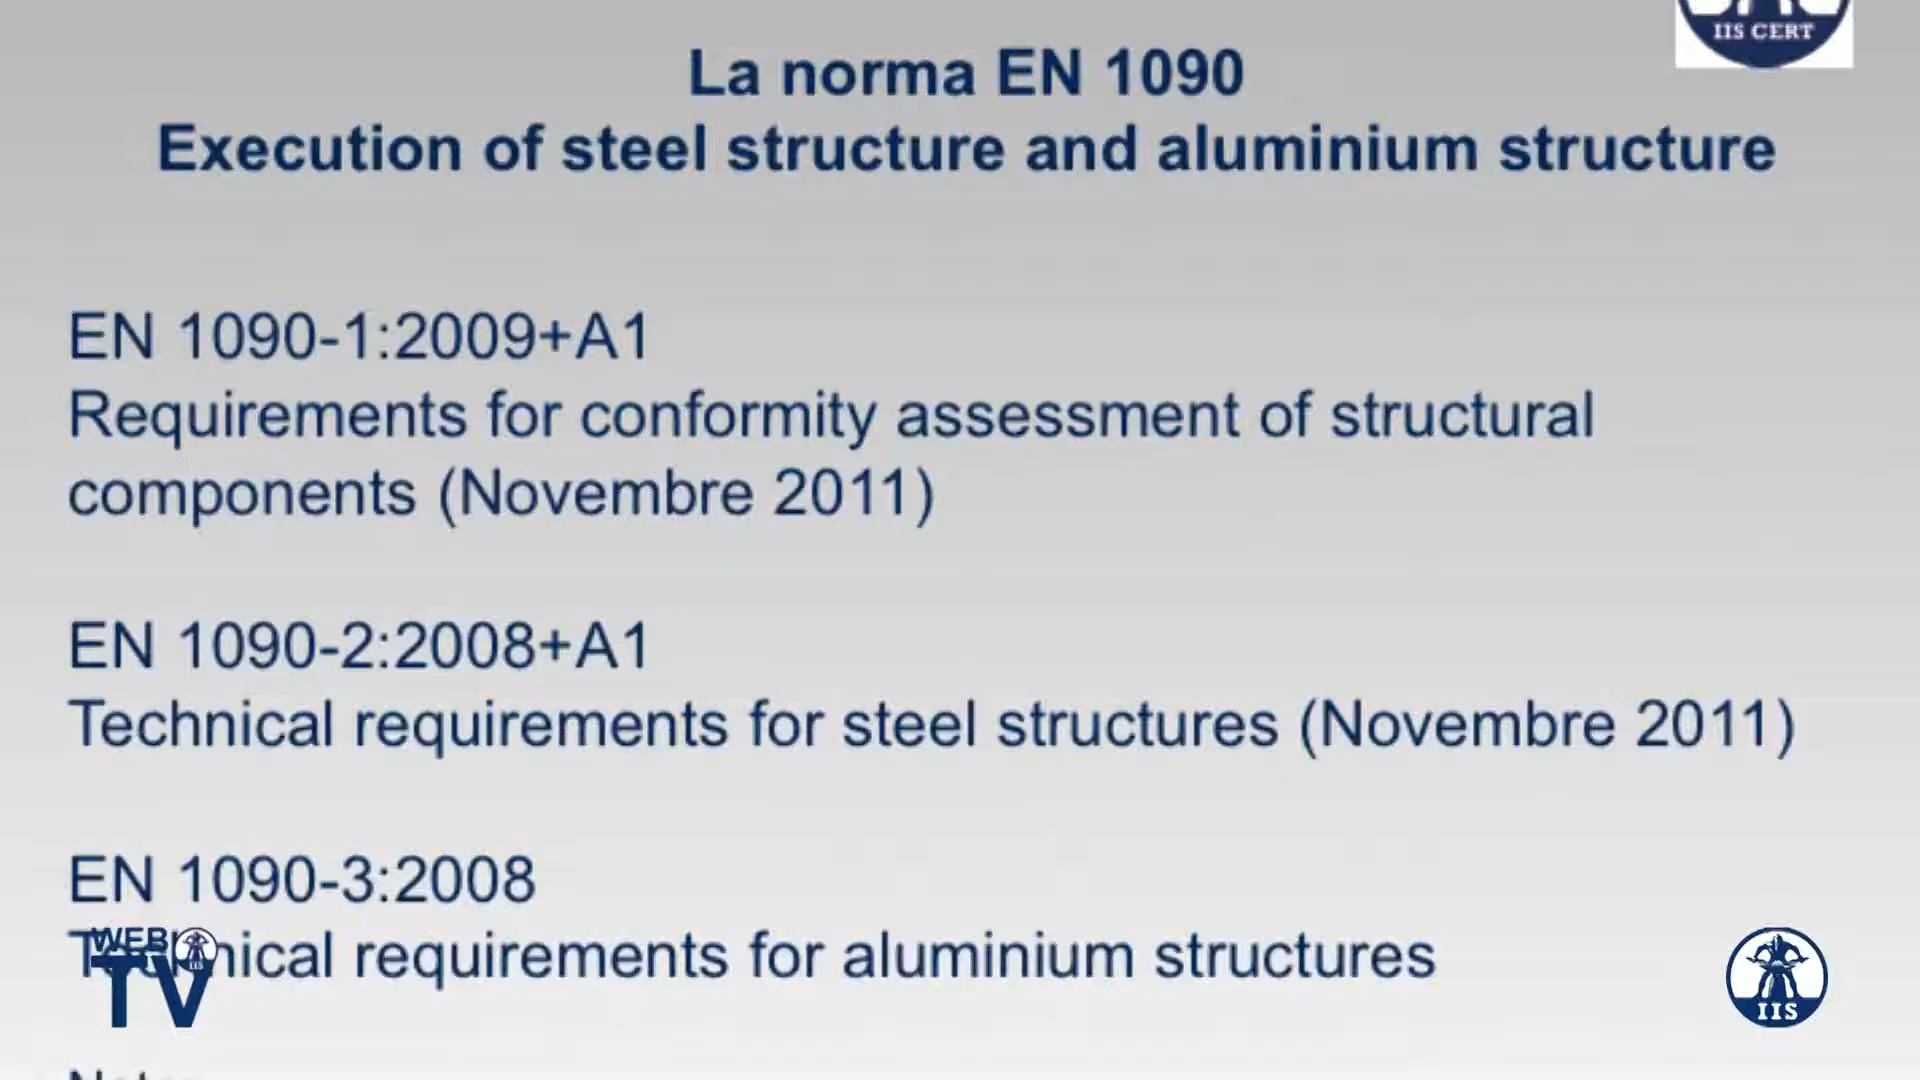 IIS CERT
La norma EN 1090
Execution of steel structure and aluminium structure
EN 1090-1:2009+A1
Requirements for conformity assessment of structural
components (Novembre 2011)
EN 1090-2:2008+A1
Technical requirements for steel structures (Novembre 2011)
EN 1090-3:2008
Technical requirements for aluminium structures
WEB
TV
IIS
IIS